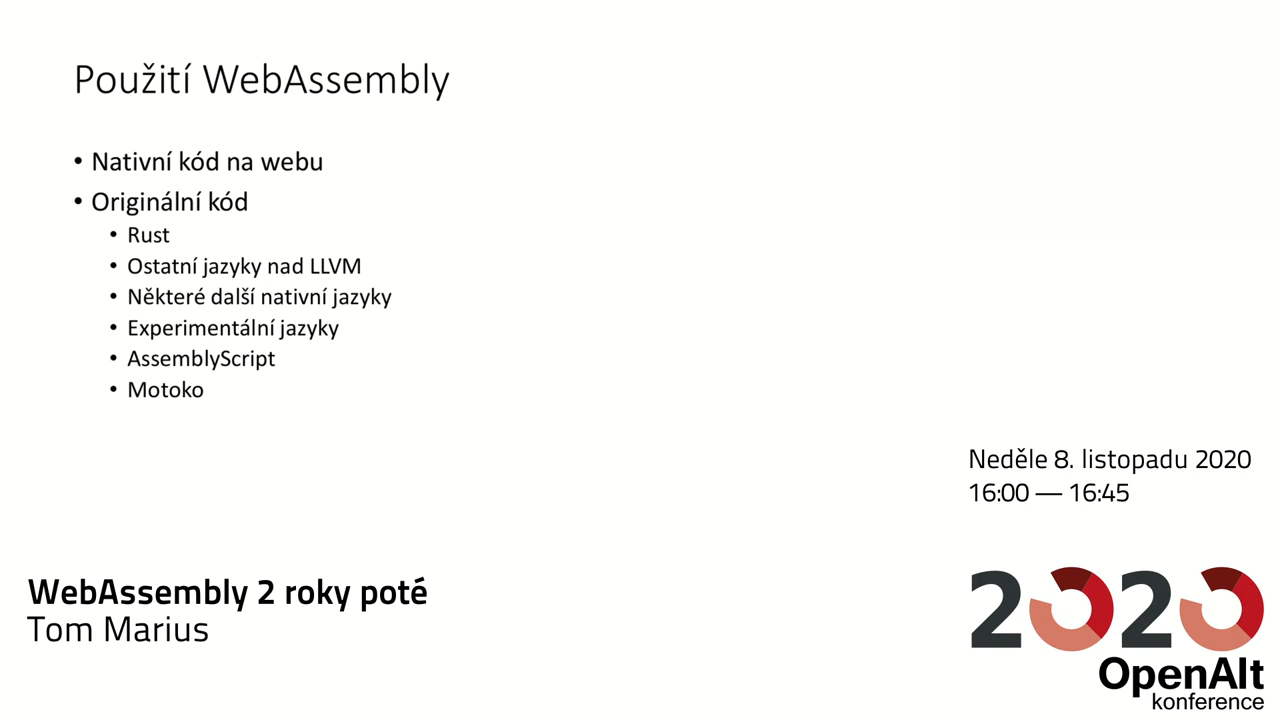 Použití WebAssembly
• Nativní kód na webu
• Originální kód
• Rust
• Ostatní jazyky nad LLVM
• Některé další nativní jazyky
• Experimentální jazyky
• AssemblyScript
• Motoko
Neděle 8. listopadu 2020
16:00 — 16:45
WebAssembly 2 roky poté
Tom Marius
2020
OpenAlt
konference